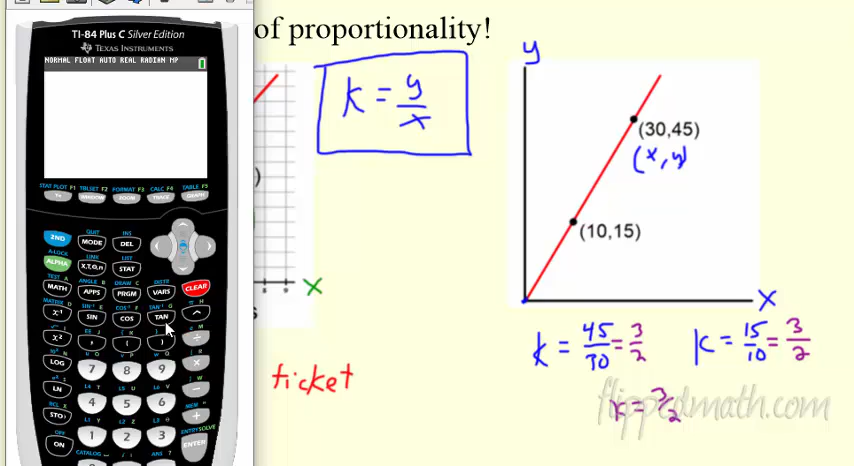 TI-84 Plus C Silver Edition
TEXAS INSTRUMENTS
NORMAL FLOAT AUTO REAL RADIAN MP
of proportionality!
k = y/x
y
(30,45)
(x, y)
(10,15)
x
x
k = 45/30 = 3/2
k = 15/10 = 3/2
k = 3/2
ticket
flippedmath.com
STAT PLOT F1 TBLSET F2 FORMAT F3 CALC F4 TABLE F5
Y= WINDOW ZOOM TRACE GRAPH
QUIT INS
2ND MODE DEL
A-LOCK LINK LIST
ALPHA X,T,Θ,n STAT
TEST A ANGLE B DRAW C DISTR
MATH APPS PRGM VARS CLEAR
MATRIX D SIN⁻¹ E COS⁻¹ F TAN⁻¹ G π H
x⁻¹ SIN COS TAN ^
x² , ( ) ÷
LOG 7 8 9 ×
LN 4 5 6 −
STO 1 2 3 +
ON ENTER
CATALOG
8 9